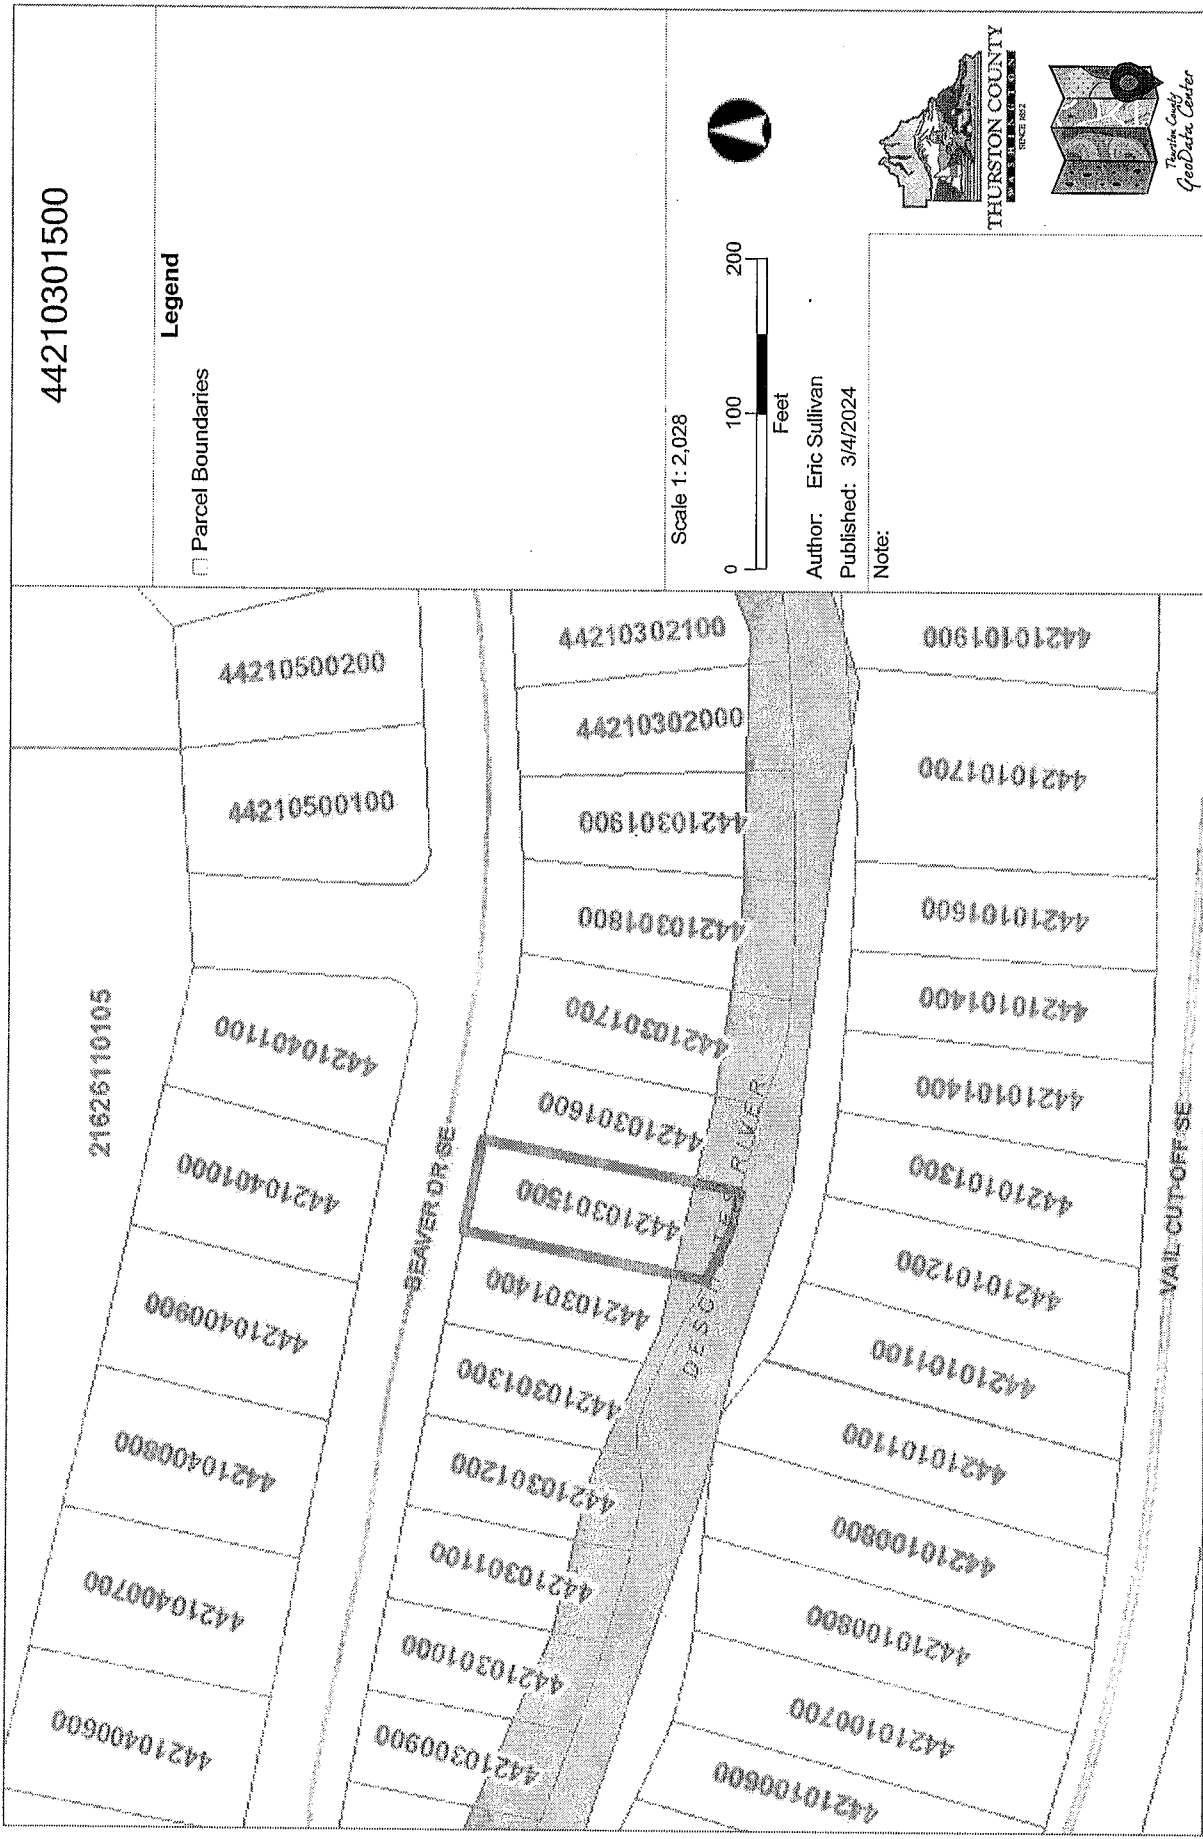 44210301500
Legend
Parcel Boundaries
Scale 1: 2,028
0 100 200
Feet
Author: Eric Sullivan
Published: 3/4/2024
Note:
THURSTON COUNTY
WASHINGTON
SINCE 1852
Thurston County
GeoData Center
21626110105
44210400600
44210400700
44210400800
44210400900
44210401000
44210401100
44210500100
44210500200
BEAVER DR SE
44210300900
44210301000
44210301100
44210301200
44210301300
44210301400
44210301500
44210301600
44210301700
44210301800
44210301900
44210302000
44210302100
RIVER
44210100600
44210100700
44210100800
44210100800
44210101100
44210101100
44210101200
44210101300
44210101400
44210101400
44210101600
44210101700
44210101900
VAIL CUT-OFF SE